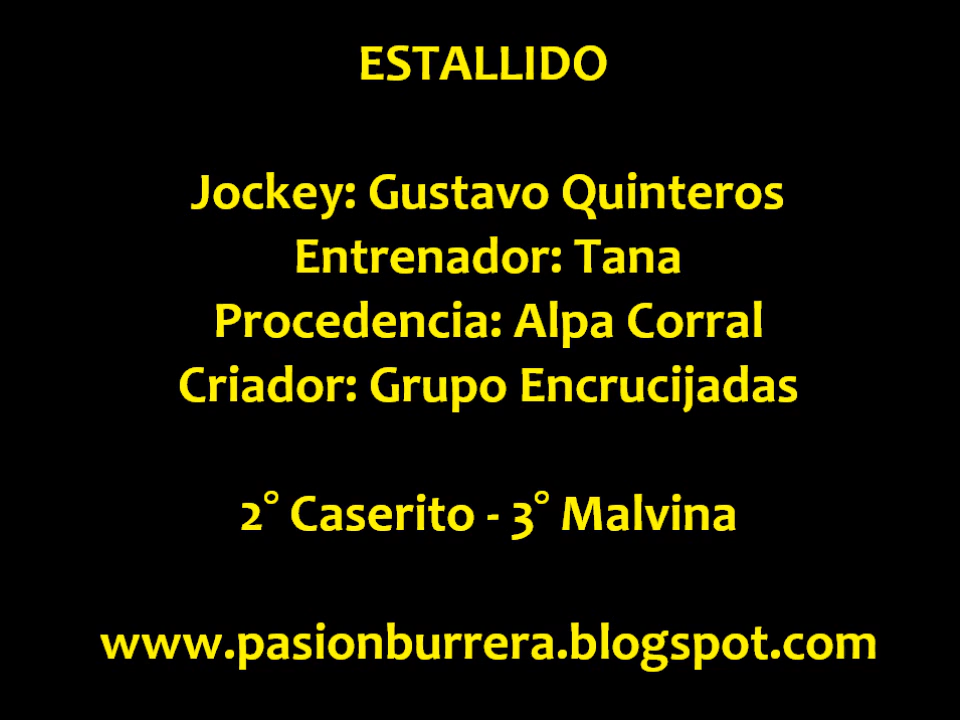 ESTALLIDO
Jockey: Gustavo Quinteros
Entrenador: Tana
Procedencia: Alpa Corral
Criador: Grupo Encrucijadas
2° Caserito - 3° Malvina
www.pasionburrera.blogspot.com